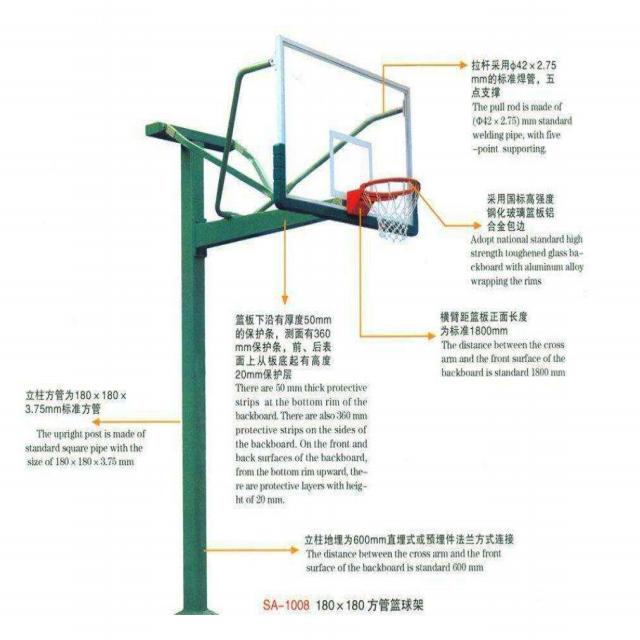 拉杆采用φ42×2.75
mm的标准焊管，五
点支撑
The pull rod is made of
(Φ42×2.75) mm standard
welding pipe, with five
-point supporting.
采用国标高强度
钢化玻璃篮板铝
合金包边
Adopt national standard high
strength toughened glass ba-
ckboard with aluminum alloy
wrapping the rims
横臂距篮板正面长度
为标准1800mm
The distance between the cross
arm and the front surface of the
backboard is standard 1800 mm
篮板下沿有厚度50mm
的保护条，测面有360
mm保护条，前、后表
面上从板底起有高度
20mm保护层
There are 50 mm thick protective
strips at the bottom rim of the
backboard. There are also 360 mm
protective strips on the sides of
the backboard. On the front and
back surfaces of the backboard,
from the bottom rim upward, the-
re are protective layers with heig-
ht of 20 mm.
立柱方管为180×180×
3.75mm标准方管
The upright post is made of
standard square pipe with the
size of 180×180×3.75 mm
立柱地埋为600mm直埋式或预埋件法兰方式连接
The distance between the cross arm and the front
surface of the backboard is standard 600 mm
SA-1008 180×180方管篮球架